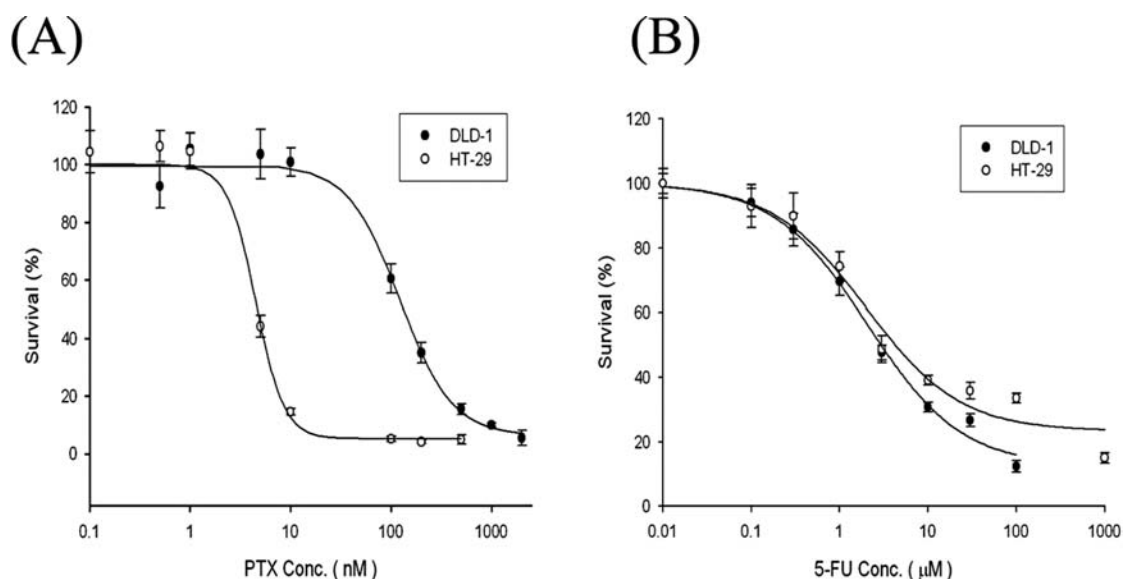 (A)
(B)
120
100
80
60
40
20
0
Survival (%)
DLD-1
HT-29
0.1 1 10 100 1000
PTX Conc. ( nM )
120
100
80
60
40
20
0
Survival (%)
DLD-1
HT-29
0.01 0.1 1 10 100 1000
5-FU Conc. ( μM )